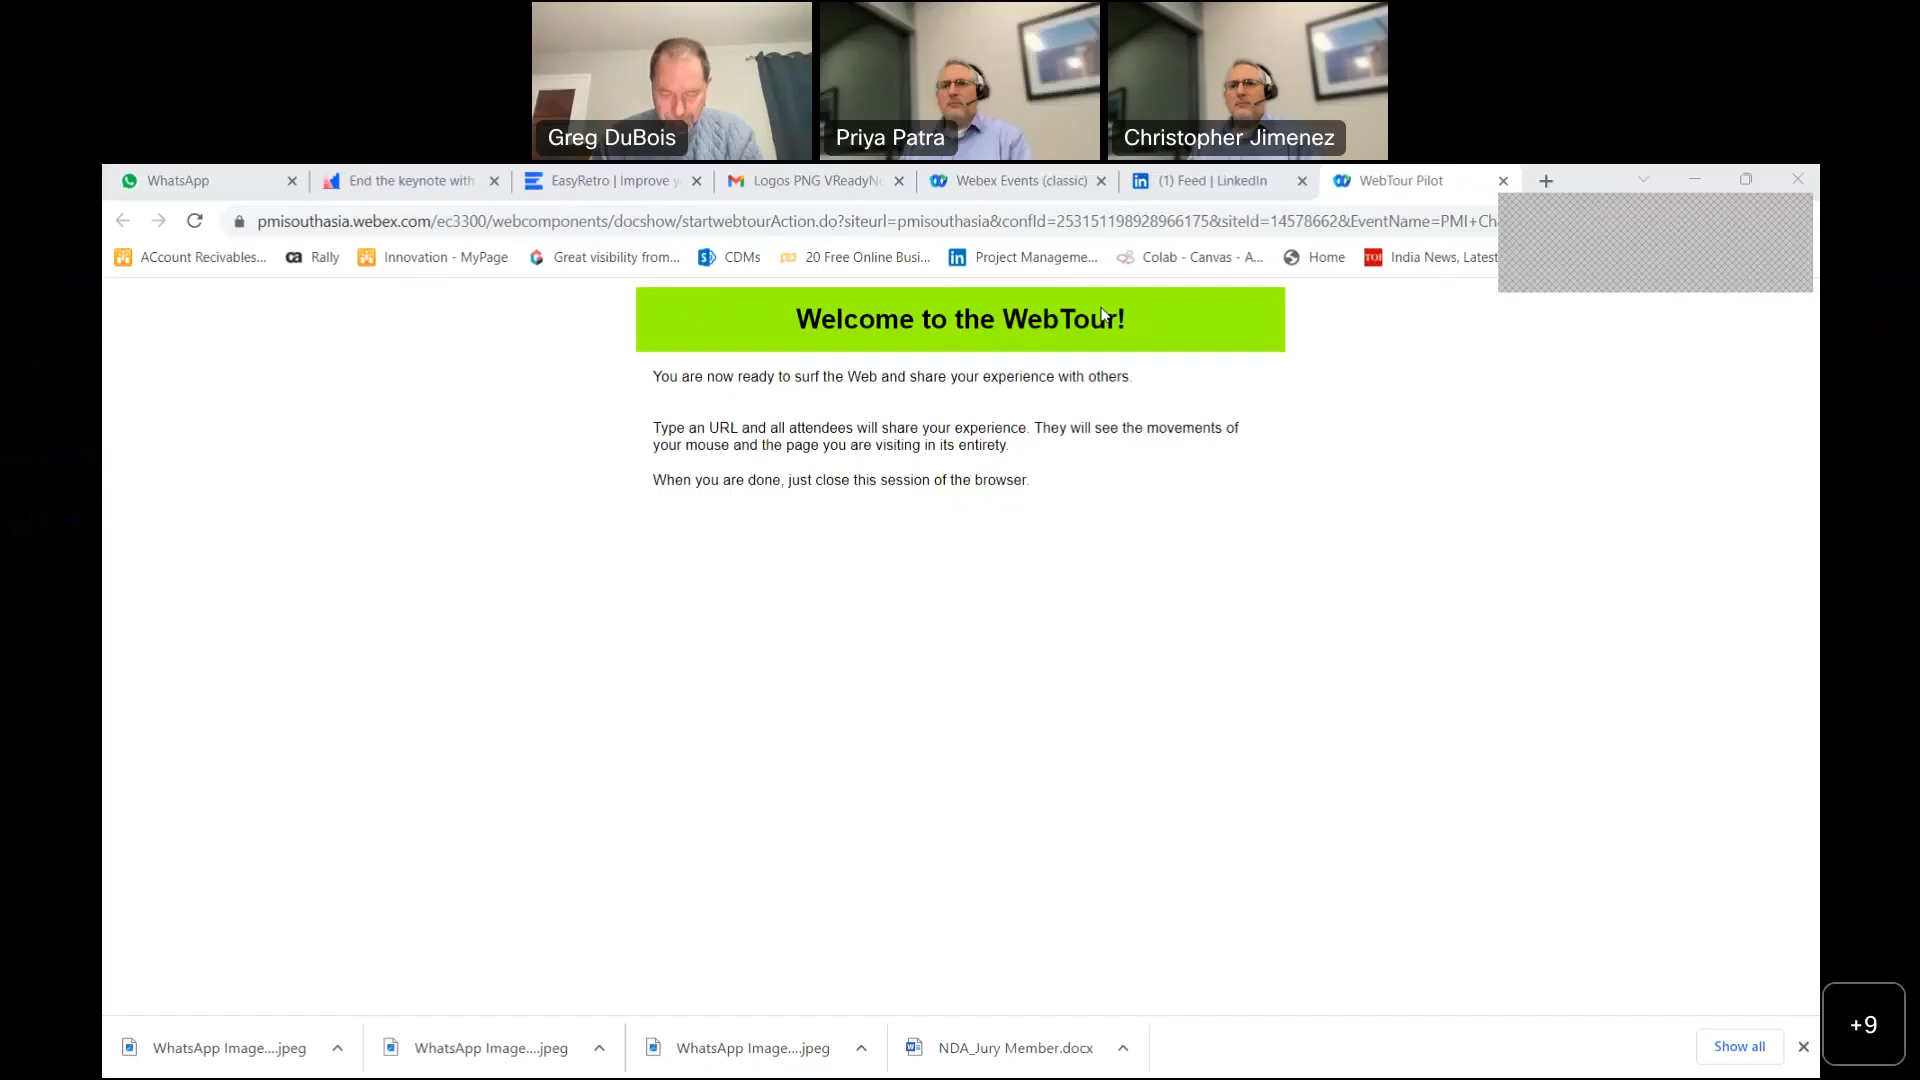 Greg DuBois
Priya Patra
Christopher Jimenez
WhatsApp
End the keynote with
EasyRetro | Improve y
Logos PNG VReadyN
Webex Events (classic)
(1) Feed | LinkedIn
WebTour Pilot
pmisouthasia.webex.com/ec3300/webcomponents/docshow/startwebtourAction.do?siteurl=pmisouthasia&confId=253151198928966175&siteId=14578662&EventName=PMI+Ch
ACcount Recivables...
ca Rally
Innovation - MyPage
Great visibility from...
CDMs
20 Free Online Busi...
Project Manageme...
Colab - Canvas - A...
Home
TOI India News, Latest
Welcome to the WebTour!
You are now ready to surf the Web and share your experience with others.
Type an URL and all attendees will share your experience. They will see the movements of
your mouse and the page you are visiting in its entirety.
When you are done, just close this session of the browser.
WhatsApp Image....jpeg
WhatsApp Image....jpeg
WhatsApp Image....jpeg
NDA_Jury Member.docx
Show all
+9